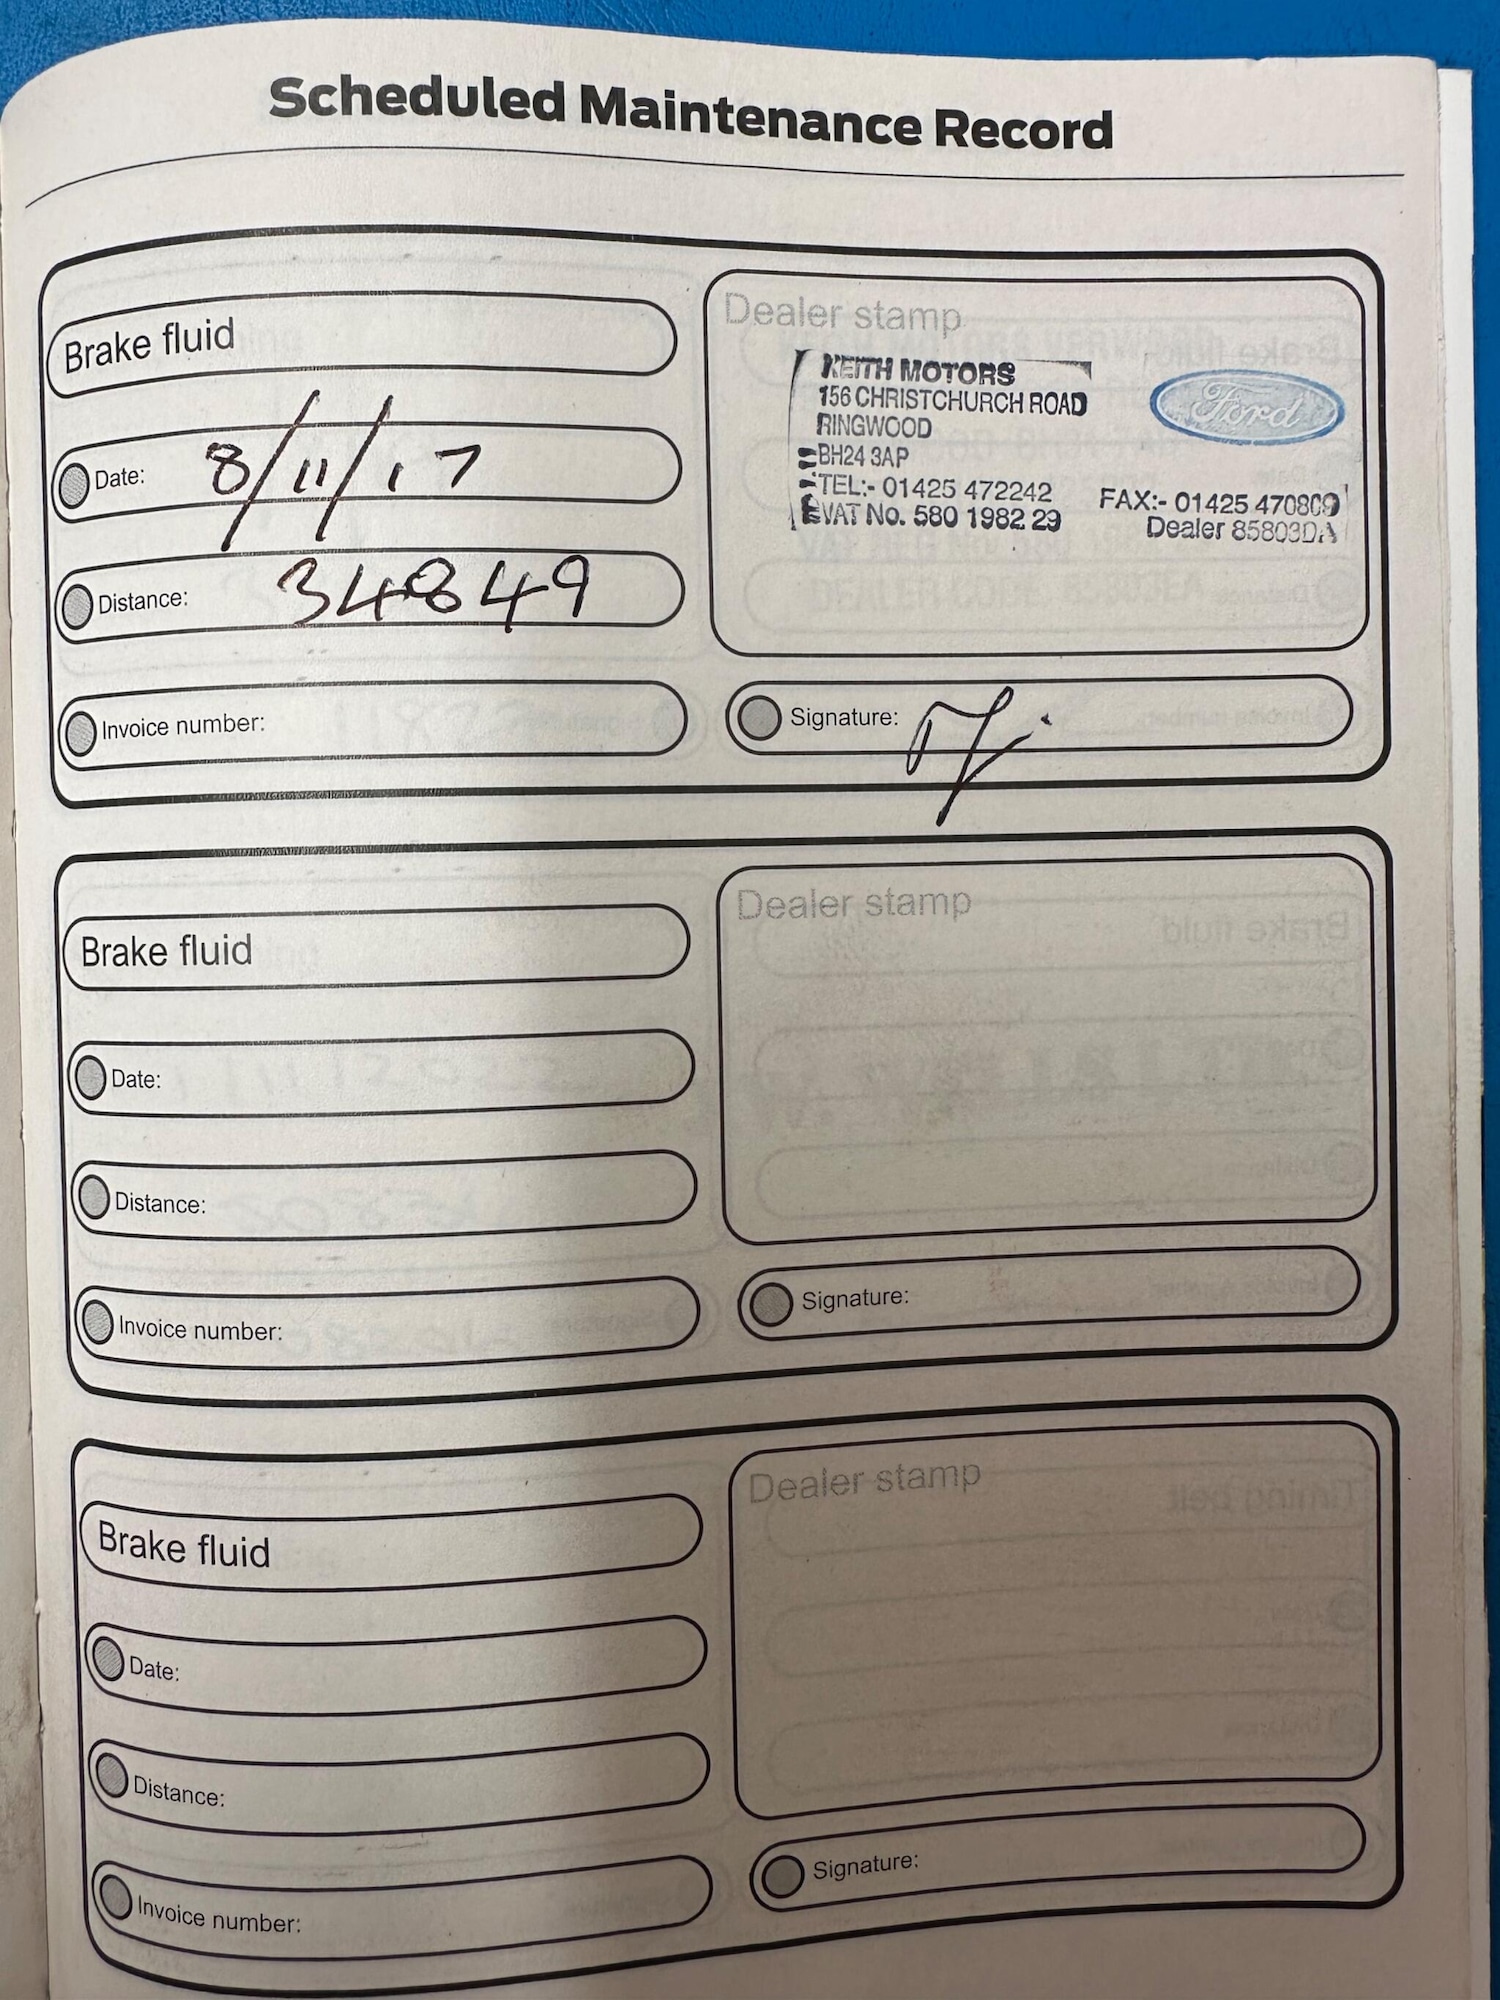 Scheduled Maintenance Record
Brake fluid
Date: 8/11/17
Distance: 34849
Invoice number:
Dealer stamp
KEITH MOTORS
156 CHRISTCHURCH ROAD
RINGWOOD
BH24 3AP
TEL:- 01425 472242
VAT No. 580 1982 29
Ford
FAX:- 01425 470809
Dealer 85803DA
Signature:
Brake fluid
Date:
Distance:
Invoice number:
Dealer stamp
Signature:
Brake fluid
Date:
Distance:
Invoice number:
Dealer stamp
Signature: